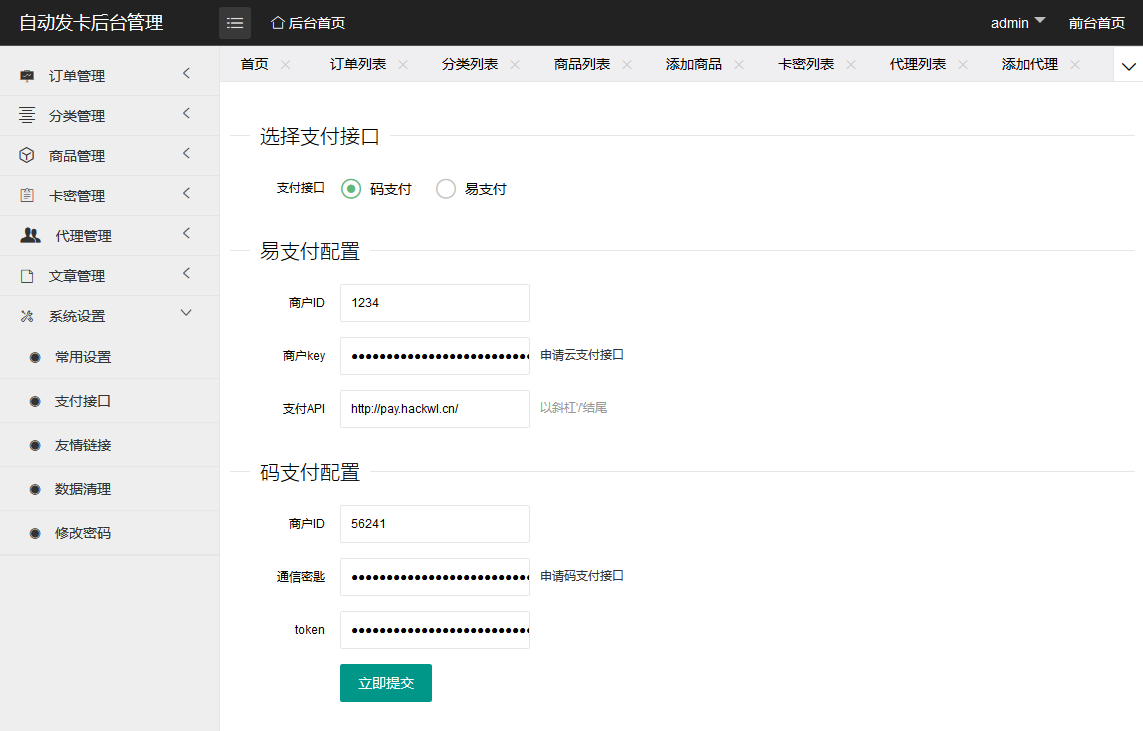 自动发卡后台管理
后台首页
admin
前台首页
订单管理
分类管理
商品管理
卡密管理
代理管理
文章管理
系统设置
常用设置
支付接口
友情链接
数据清理
修改密码
首页
订单列表
分类列表
商品列表
添加商品
卡密列表
代理列表
添加代理
选择支付接口
支付接口
码支付
易支付
易支付配置
商户ID
1234
商户key
申请云支付接口
支付API
http://pay.hackwl.cn/
以斜杠'/'结尾
码支付配置
商户ID
56241
通信密匙
申请码支付接口
token
立即提交